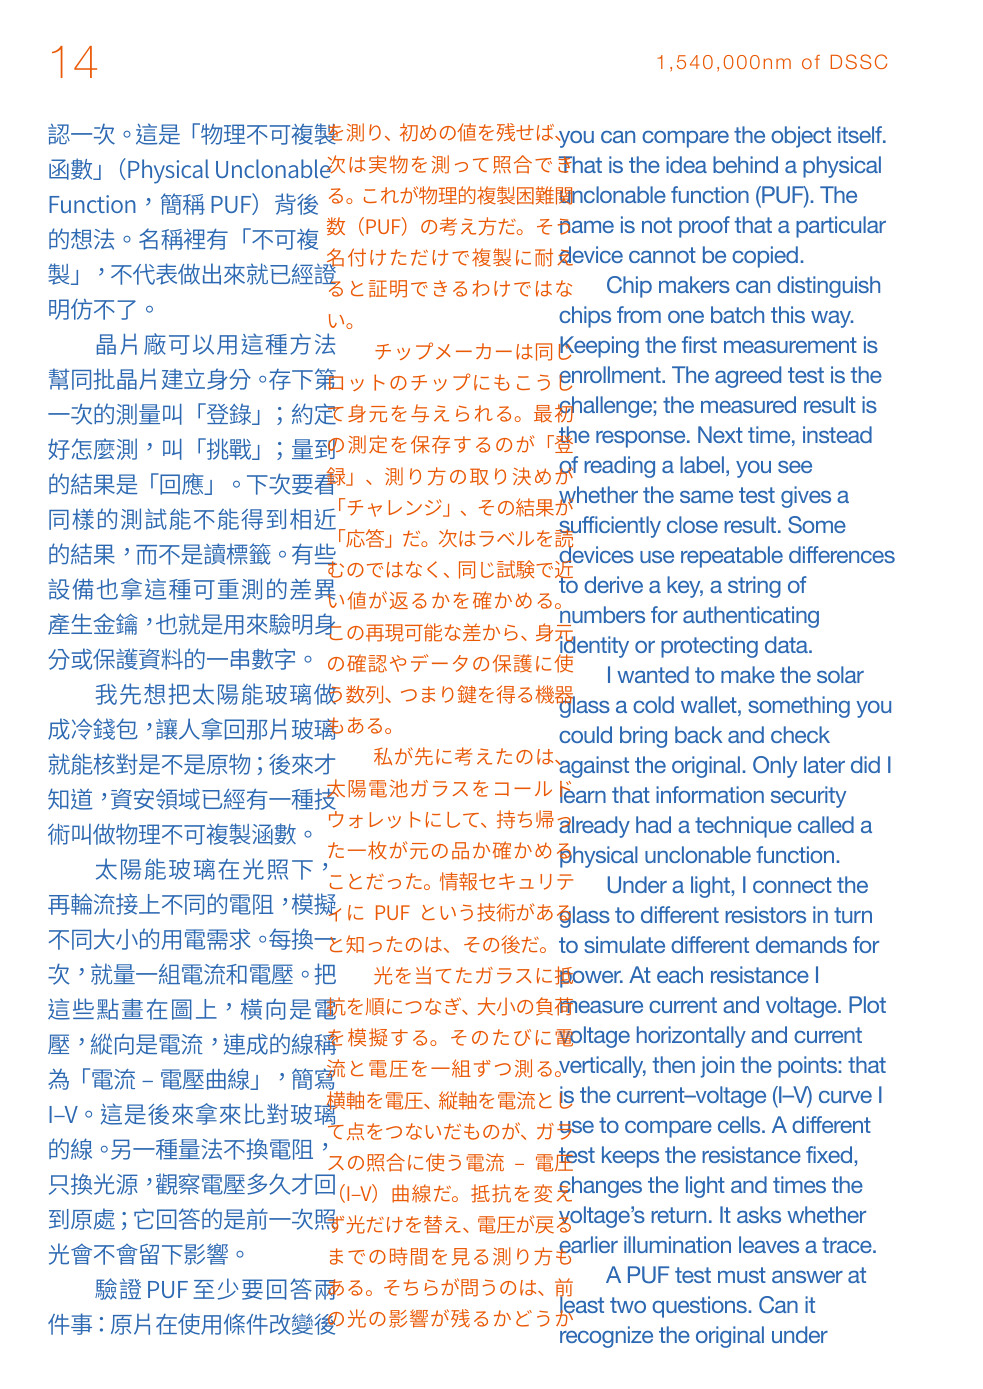 14
1,540,000nm of DSSC
認一次。這是「物理不可複製
函數」（Physical Unclonable
Function，簡稱 PUF）背後
的想法。名稱裡有「不可複
製」，不代表做出來就已經證
明仿不了。
晶片廠可以用這種方法
幫同批晶片建立身分。存下第
一次的測量叫「登錄」；約定
好怎麼測，叫「挑戰」；量到
的結果是「回應」。下次要看
同樣的測試能不能得到相近
的結果，而不是讀標籤。有些
設備也拿這種可重測的差異
產生金鑰，也就是用來驗明身
分或保護資料的一串數字。
我先想把太陽能玻璃做
成冷錢包，讓人拿回那片玻璃
就能核對是不是原物；後來才
知道，資安領域已經有一種技
術叫做物理不可複製涵數。
太陽能玻璃在光照下，
再輪流接上不同的電阻，模擬
不同大小的用電需求。每換一
次，就量一組電流和電壓。把
這些點畫在圖上，橫向是電
壓，縱向是電流，連成的線稱
為「電流 – 電壓曲線」，簡寫
I–V。這是後來拿來比對玻璃
的線。另一種量法不換電阻，
只換光源，觀察電壓多久才回
到原處；它回答的是前一次照
光會不會留下影響。
驗證 PUF 至少要回答兩
件事：原片在使用條件改變後
を測り、初めの値を残せば、
次は実物を測って照合でき
る。これが物理的複製困難関
数（PUF）の考え方だ。そう
名付けただけで複製に耐え
ると証明できるわけではな
い。
チップメーカーは同じ
ロットのチップにもこうし
て身元を与えられる。最初
の測定を保存するのが「登
録」、測り方の取り決めが
「チャレンジ」、その結果が
「応答」だ。次はラベルを読
むのではなく、同じ試験で近
い値が返るかを確かめる。
この再現可能な差から、身元
の確認やデータの保護に使
う数列、つまり鍵を得る機器
もある。
私が先に考えたのは、
太陽電池ガラスをコールド
ウォレットにして、持ち帰っ
た一枚が元の品か確かめる
ことだった。情報セキュリテ
ィに PUF という技術がある
と知ったのは、その後だ。
光を当てたガラスに抵
抗を順につなぎ、大小の負荷
を模擬する。そのたびに電
流と電圧を一組ずつ測る。
横軸を電圧、縦軸を電流とし
て点をつないだものが、ガラ
スの照合に使う電流 – 電圧
（I–V）曲線だ。抵抗を変え
ず光だけを替え、電圧が戻る
までの時間を見る測り方も
ある。そちらが問うのは、前
の光の影響が残るかどうか
you can compare the object itself.
That is the idea behind a physical
unclonable function (PUF). The
name is not proof that a particular
device cannot be copied.
Chip makers can distinguish
chips from one batch this way.
Keeping the first measurement is
enrollment. The agreed test is the
challenge; the measured result is
the response. Next time, instead
of reading a label, you see
whether the same test gives a
sufficiently close result. Some
devices use repeatable differences
to derive a key, a string of
numbers for authenticating
identity or protecting data.
I wanted to make the solar
glass a cold wallet, something you
could bring back and check
against the original. Only later did I
learn that information security
already had a technique called a
physical unclonable function.
Under a light, I connect the
glass to different resistors in turn
to simulate different demands for
power. At each resistance I
measure current and voltage. Plot
voltage horizontally and current
vertically, then join the points: that
is the current–voltage (I–V) curve I
use to compare cells. A different
test keeps the resistance fixed,
changes the light and times the
voltage’s return. It asks whether
earlier illumination leaves a trace.
A PUF test must answer at
least two questions. Can it
recognize the original under